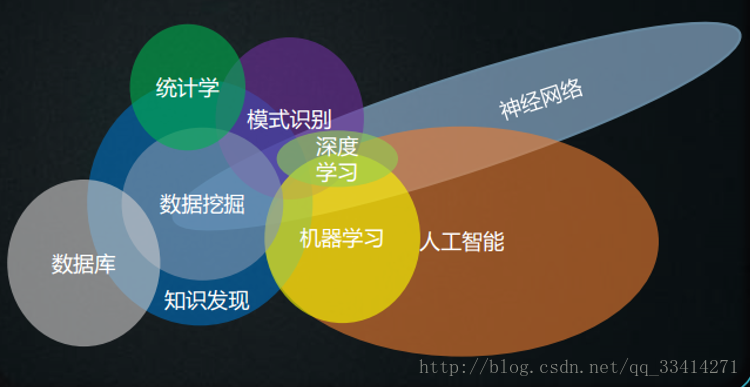 统计学
神经网络
模式识别
深度
学习
数据挖掘
机器学习
人工智能
数据库
知识发现
http://blog.csdn.net/qq_33414271